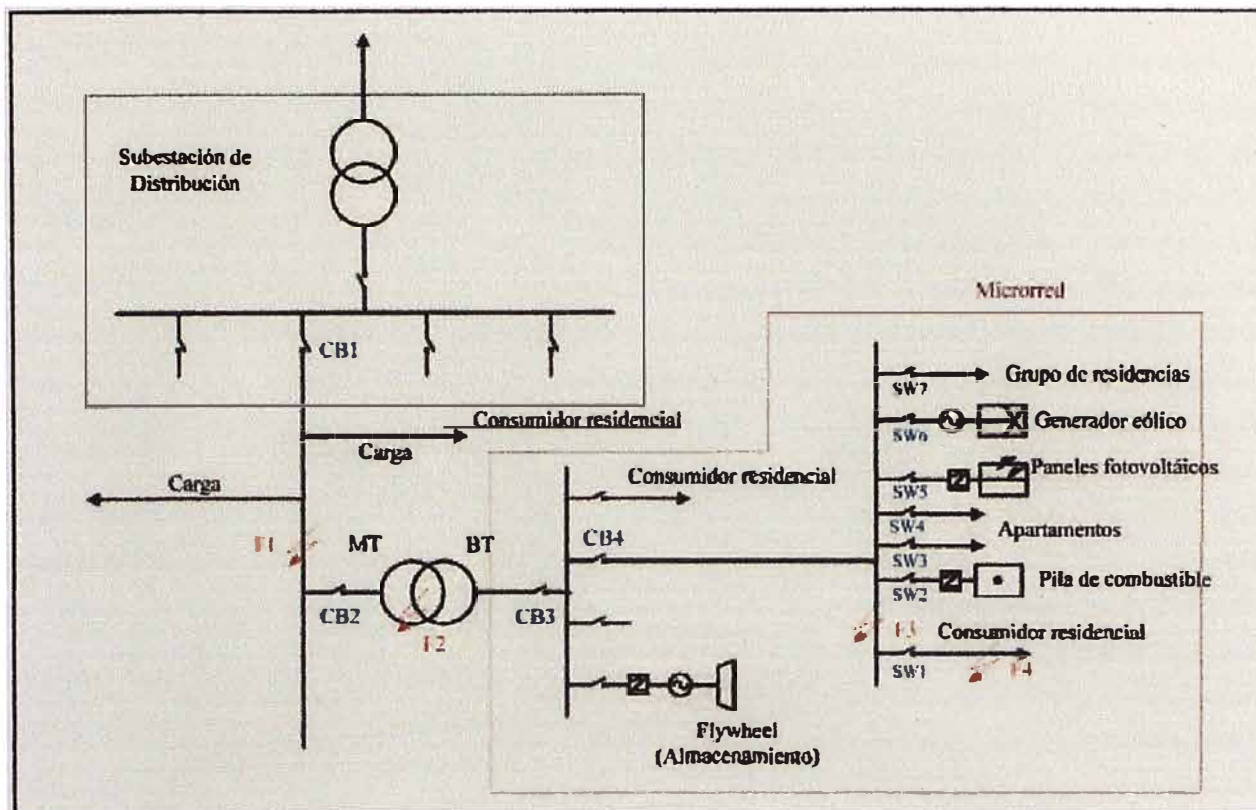 Subestación de
Distribución
CB1
Microrred
Consumidor residencial
Carga
Carga
F1
MT
BT
CB2
F2
CB3
Consumidor residencial
CB4
SW7
Grupo de residencias
SW6
Generador eólico
SW5
Paneles fotovoltáicos
SW4
Apartamentos
SW3
SW2
Pila de combustible
F3
Consumidor residencial
SW1
F4
Flywheel
(Almacenamiento)